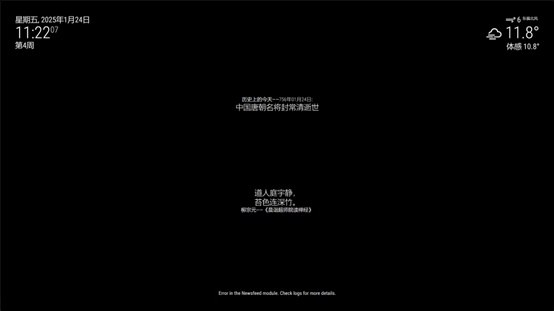 星期五, 2025年1月24日
11:22 07
第4周
6 东偏北风
11.8°
体感 10.8°
历史上的今天——756年01月24日:
中国唐朝名将封常清逝世
道人庭宇静，
苔色连深竹。
柳宗元——《晨诣超师院读禅经》
Error in the Newsfeed module. Check logs for more details.